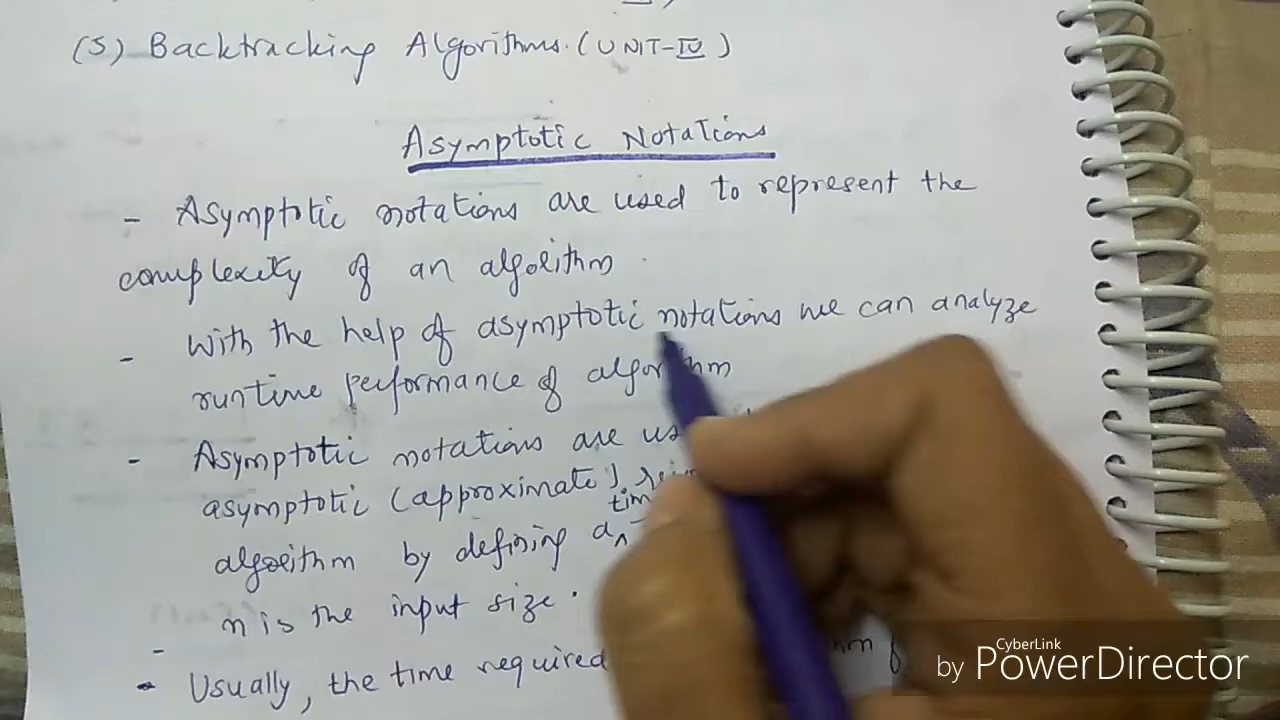 (5) Backtracking Algorithms. (UNIT-IV)
Asymptotic Notations
- Asymptotic notations are used to represent the
complexity of an algorithm.
- With the help of asymptotic notations we can analyze
runtime performance of algorithm
- Asymptotic notations are
asymptotic (approximate)
time
algorithm by defining a
n is the input size.
-
- Usually, the time required
CyberLink
by PowerDirector